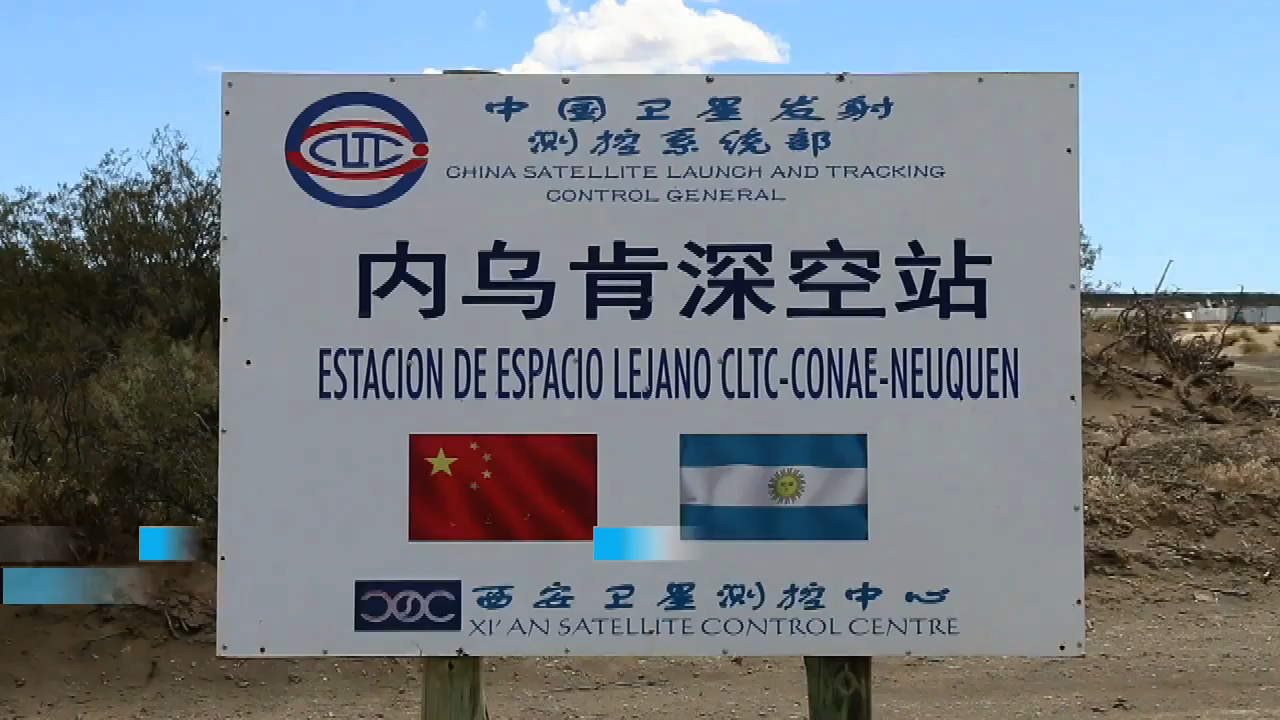 CLTC
中国卫星发射
测控系统部
CHINA SATELLITE LAUNCH AND TRACKING
CONTROL GENERAL
内乌肯深空站
ESTACION DE ESPACIO LEJANO CLTC-CONAE-NEUQUEN
西安卫星测控中心
XI'AN SATELLITE CONTROL CENTRE